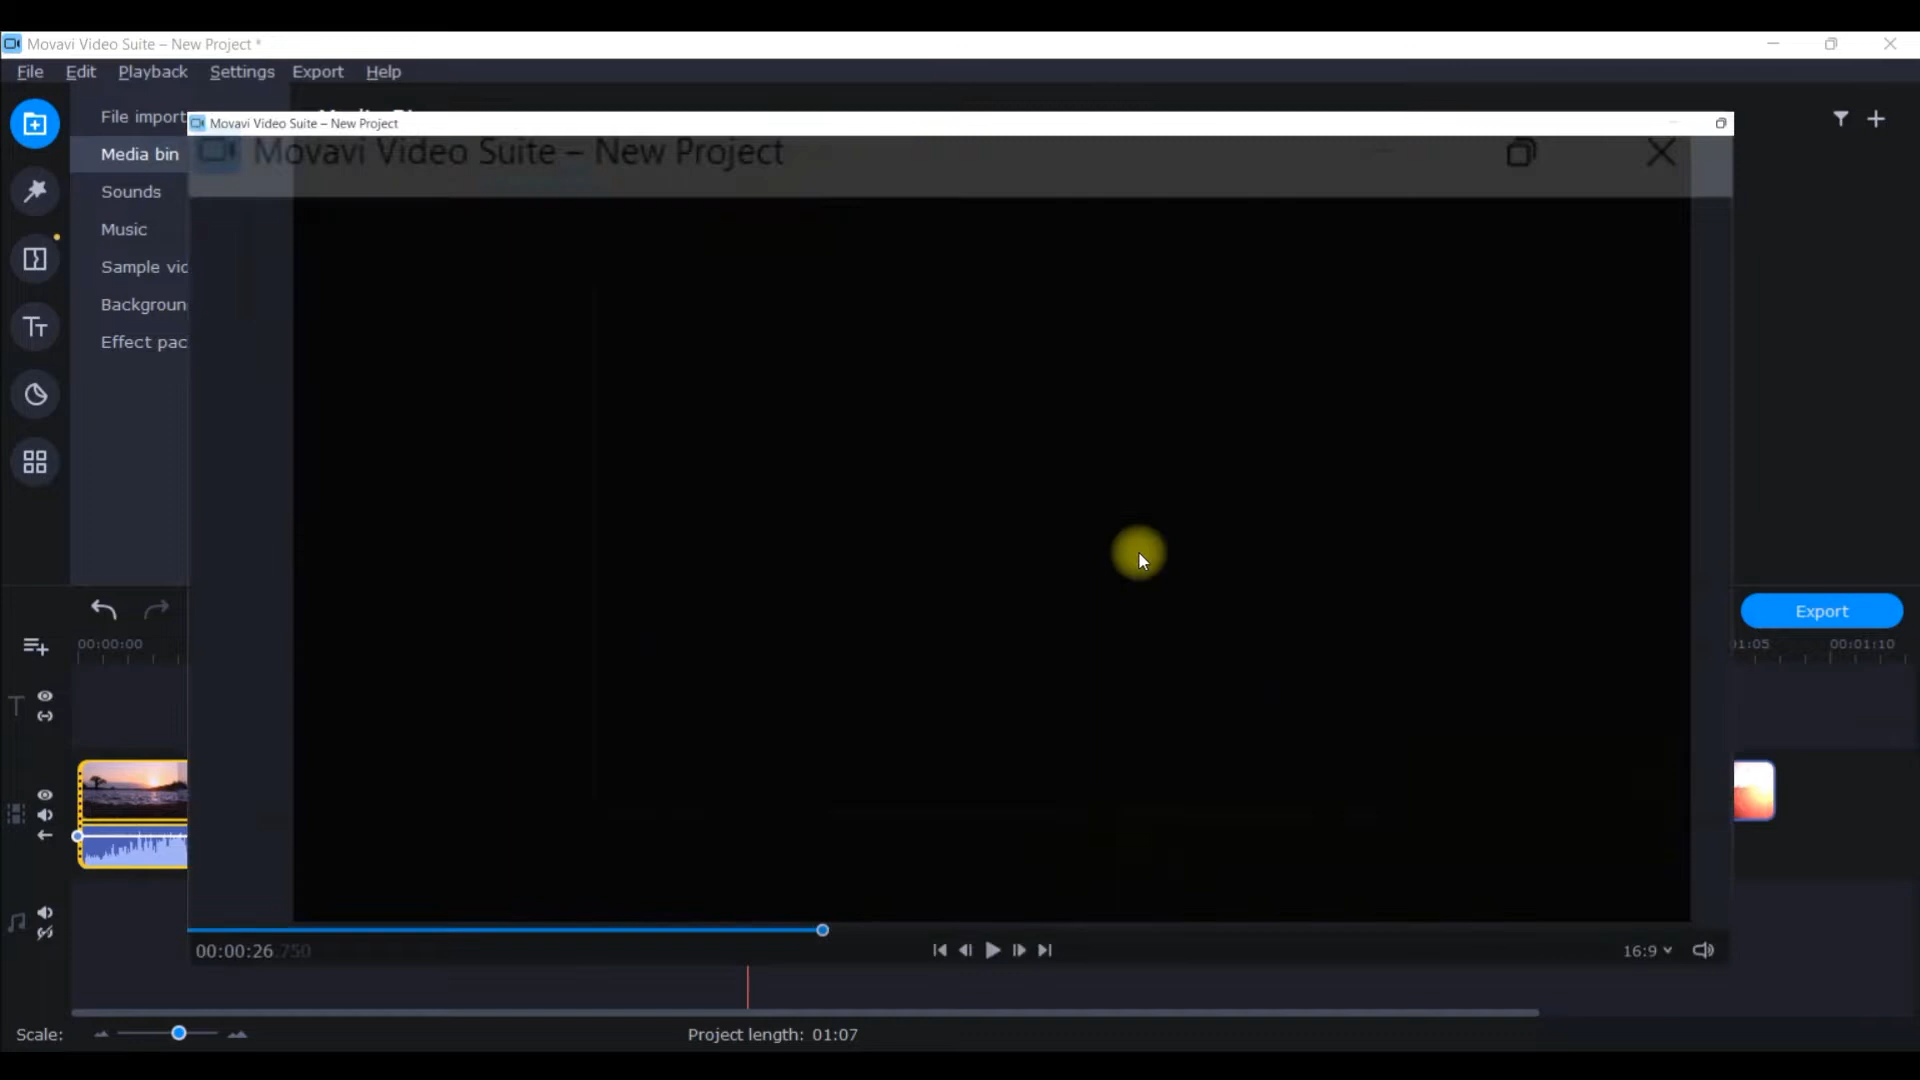 Movavi Video Suite – New Project *
File Edit Playback Settings Export Help
File import
Movavi Video Suite – New Project
Movavi Video Suite – New Project
Media bin
Sounds
Music
Sample vic
Backgroun
Effect pac
Export
00:00:00
01:05 00:01:10
00:00:26.750
16:9
Scale:
Project length: 01:07